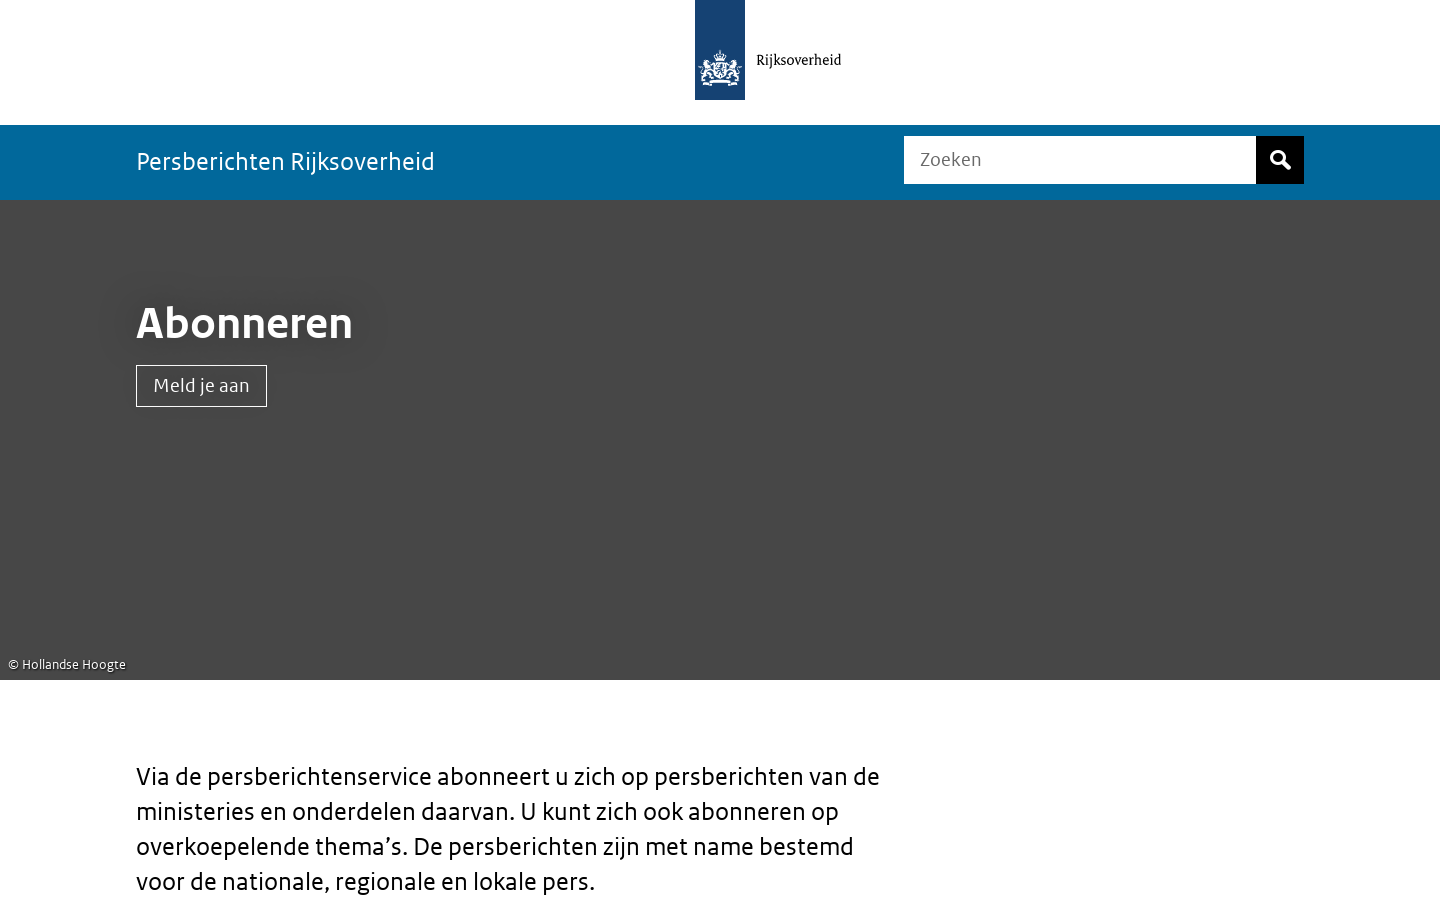 Rijksoverheid
Persberichten Rijksoverheid
Zoeken
Abonneren
Meld je aan
© Hollandse Hoogte
Via de persberichtenservice abonneert u zich op persberichten van de
ministeries en onderdelen daarvan. U kunt zich ook abonneren op
overkoepelende thema’s. De persberichten zijn met name bestemd
voor de nationale, regionale en lokale pers.